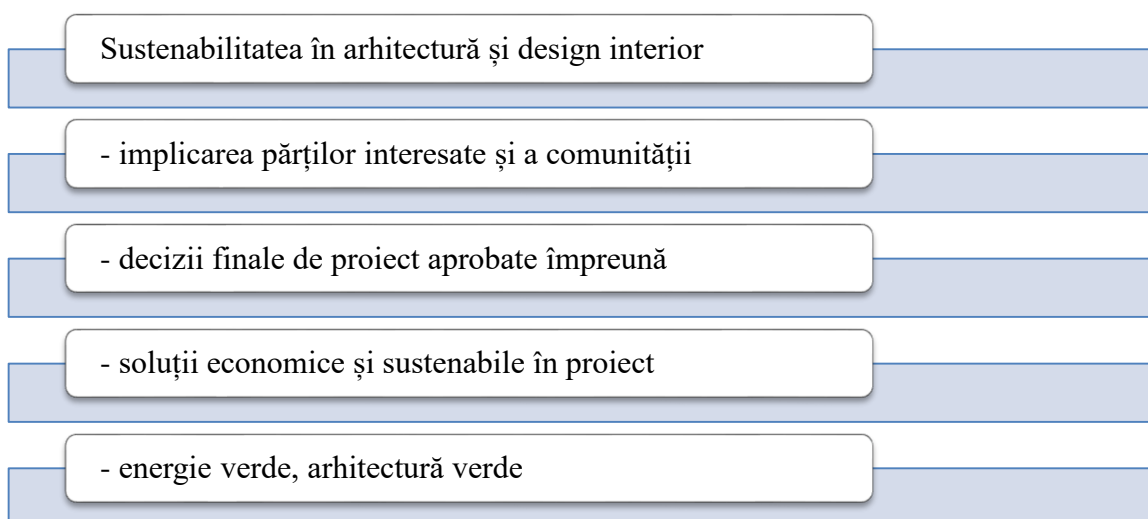 Sustenabilitatea în arhitectură și design interior
- implicarea părților interesate și a comunității
- decizii finale de proiect aprobate împreună
- soluții economice și sustenabile în proiect
- energie verde, arhitectură verde